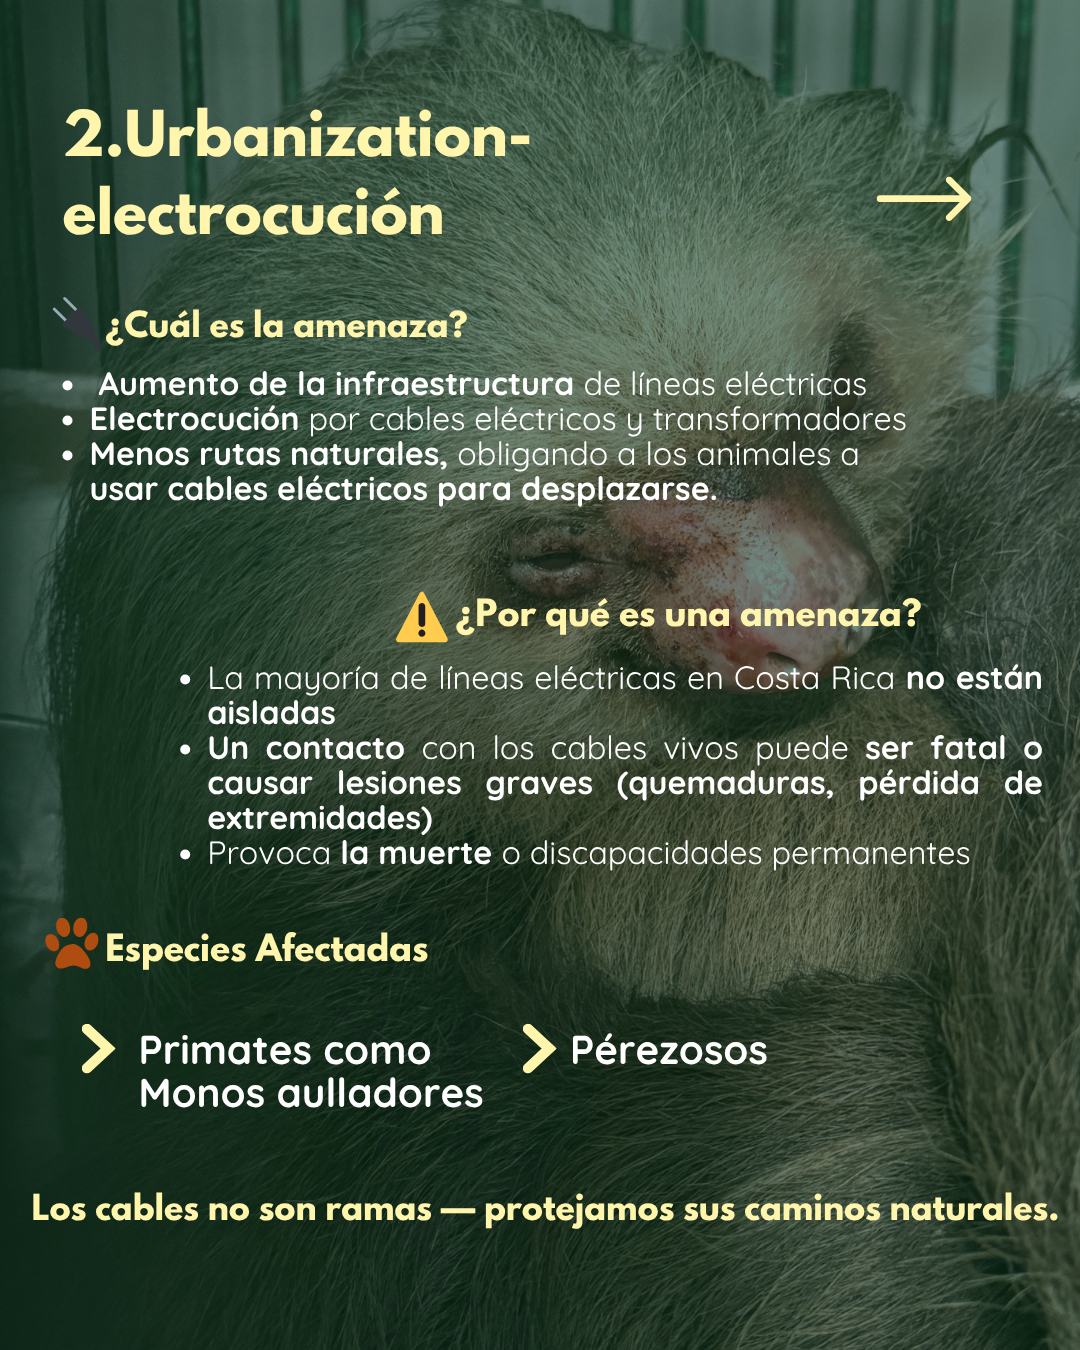 2.Urbanization-
electrocución
¿Cuál es la amenaza?
• Aumento de la infraestructura de líneas eléctricas
• Electrocución por cables eléctricos y transformadores
• Menos rutas naturales, obligando a los animales a
usar cables eléctricos para desplazarse.
¿Por qué es una amenaza?
• La mayoría de líneas eléctricas en Costa Rica no están
aisladas
• Un contacto con los cables vivos puede ser fatal o
causar lesiones graves (quemaduras, pérdida de
extremidades)
• Provoca la muerte o discapacidades permanentes
Especies Afectadas
Primates como
Monos aulladores
Pérezosos
Los cables no son ramas — protejamos sus caminos naturales.